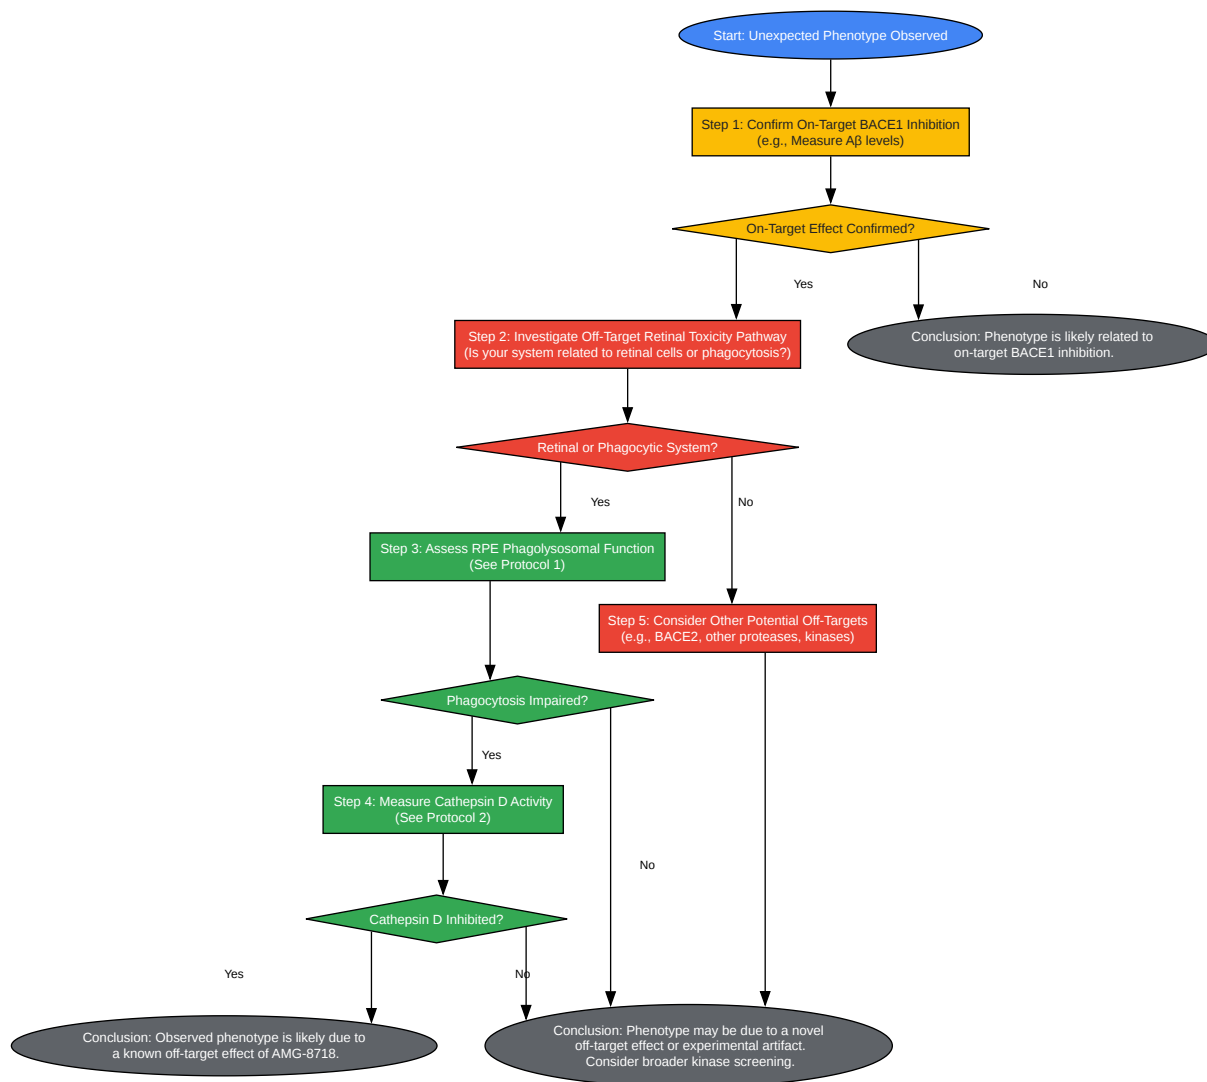 Start: Unexpected Phenotype Observed
Step 1: Confirm On-Target BACE1 Inhibition
(e.g., Measure Aβ levels)
On-Target Effect Confirmed?
Yes
No
Step 2: Investigate Off-Target Retinal Toxicity Pathway
(Is your system related to retinal cells or phagocytosis?)
Conclusion: Phenotype is likely related to
on-target BACE1 inhibition.
Retinal or Phagocytic System?
Yes
No
Step 3: Assess RPE Phagolysosomal Function
(See Protocol 1)
Step 5: Consider Other Potential Off-Targets
(e.g., BACE2, other proteases, kinases)
Phagocytosis Impaired?
Yes
Step 4: Measure Cathepsin D Activity
(See Protocol 2)
No
Cathepsin D Inhibited?
Yes
No
Conclusion: Observed phenotype is likely due to
a known off-target effect of AMG-8718.
Conclusion: Phenotype may be due to a novel
off-target effect or experimental artifact.
Consider broader kinase screening.